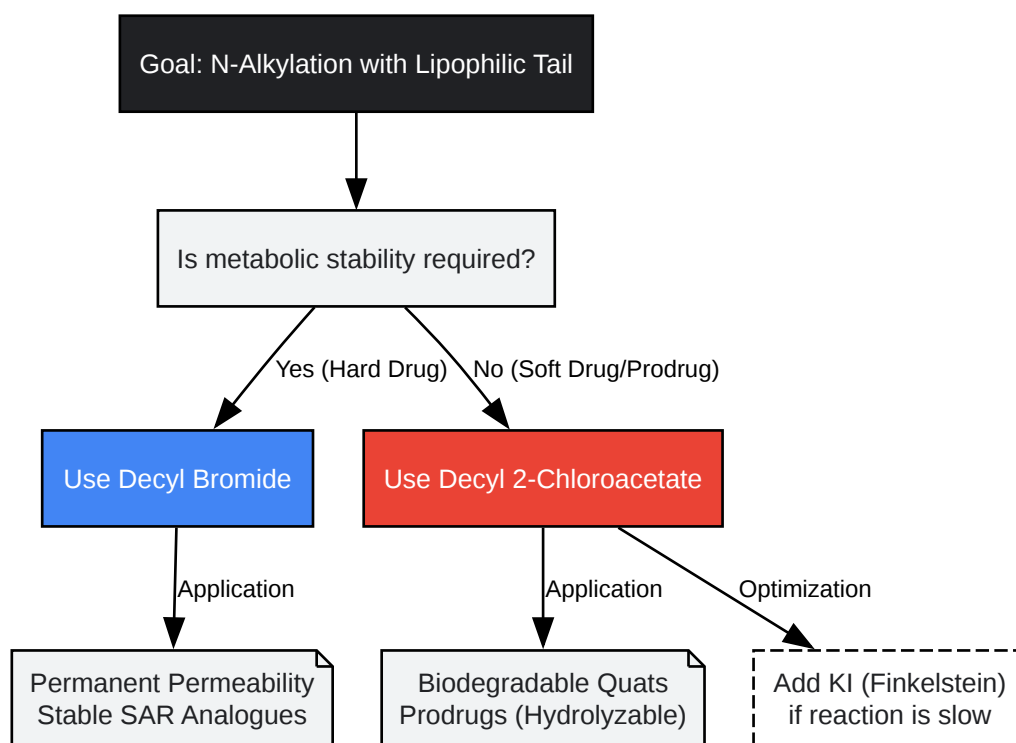 Goal: N-Alkylation with Lipophilic Tail
Is metabolic stability required?
Yes (Hard Drug)
No (Soft Drug/Prodrug)
Use Decyl Bromide
Use Decyl 2-Chloroacetate
Application
Application
Optimization
Permanent Permeability
Stable SAR Analogues
Biodegradable Quats
Prodrugs (Hydrolyzable)
Add KI (Finkelstein)
if reaction is slow